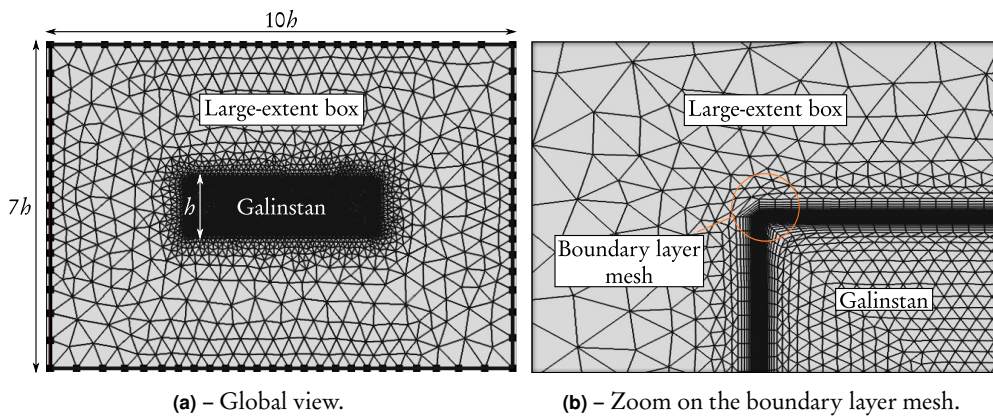 10h
7h
Large-extent box
h
Galinstan
(a) – Global view.
Large-extent box
Boundary layer
mesh
Galinstan
(b) – Zoom on the boundary layer mesh.